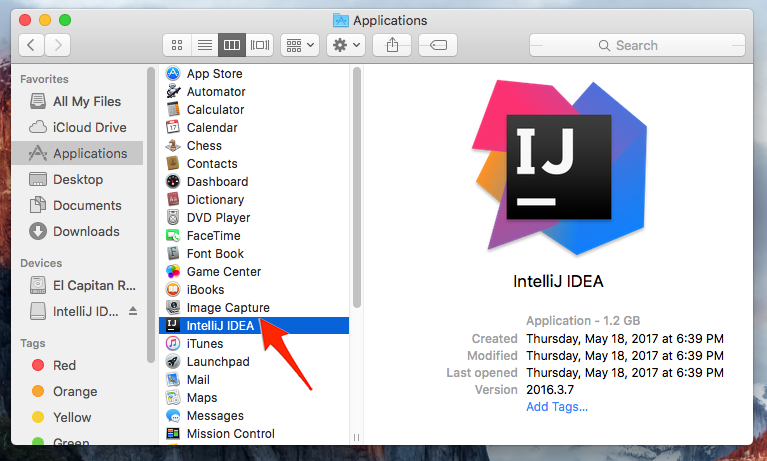 Applications
Search
Favorites
All My Files
iCloud Drive
Applications
Desktop
Documents
Downloads
Devices
El Capitan R...
IntelliJ ID...
Tags
Red
Orange
Yellow
Green
App Store
Automator
Calculator
Calendar
Chess
Contacts
Dashboard
Dictionary
DVD Player
FaceTime
Font Book
Game Center
iBooks
Image Capture
IntelliJ IDEA
iTunes
Launchpad
Mail
Maps
Messages
Mission Control
IJ
IntelliJ IDEA
Application - 1.2 GB
Created Thursday, May 18, 2017 at 6:39 PM
Modified Thursday, May 18, 2017 at 6:39 PM
Last opened Thursday, May 18, 2017 at 6:39 PM
Version 2016.3.7
Add Tags...